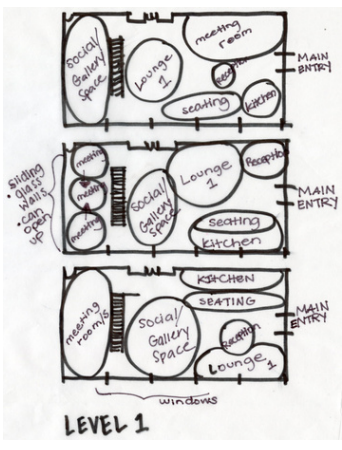 Social/
Gallery
space
Lounge
1
meeting
room
Reception
seating
Kitchen
MAIN
ENTRY
• sliding
glass
walls
• can
open
up
meeting
meeting
meeting
Social/
Gallery
Space
Lounge
1
Reception
seating
Kitchen
MAIN
ENTRY
meeting
room/s
Social/
Gallery
Space
KITCHEN
SEATING
Reception
Lounge 1
MAIN
ENTRY
windows
LEVEL 1